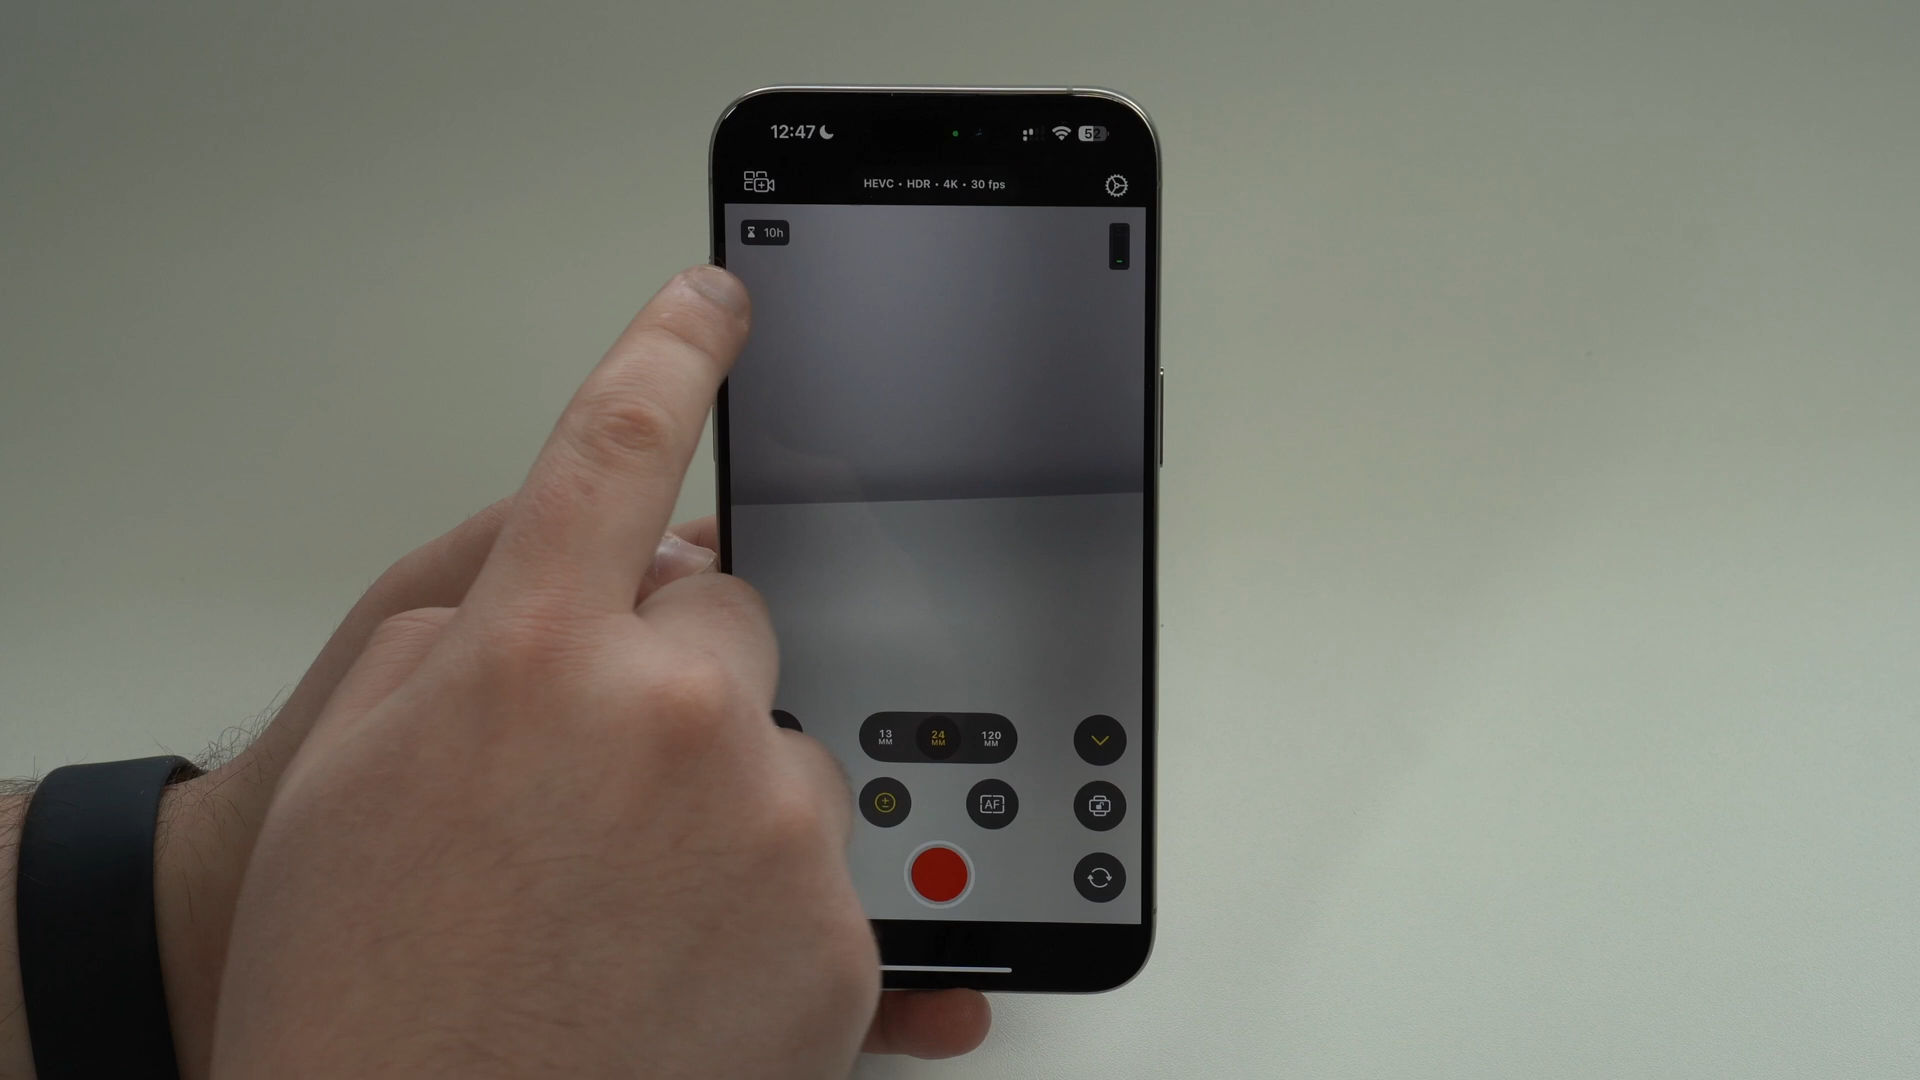 12:47 52
HEVC • HDR • 4K • 30 fps
10h
13 24 120
MM MM MM
AF